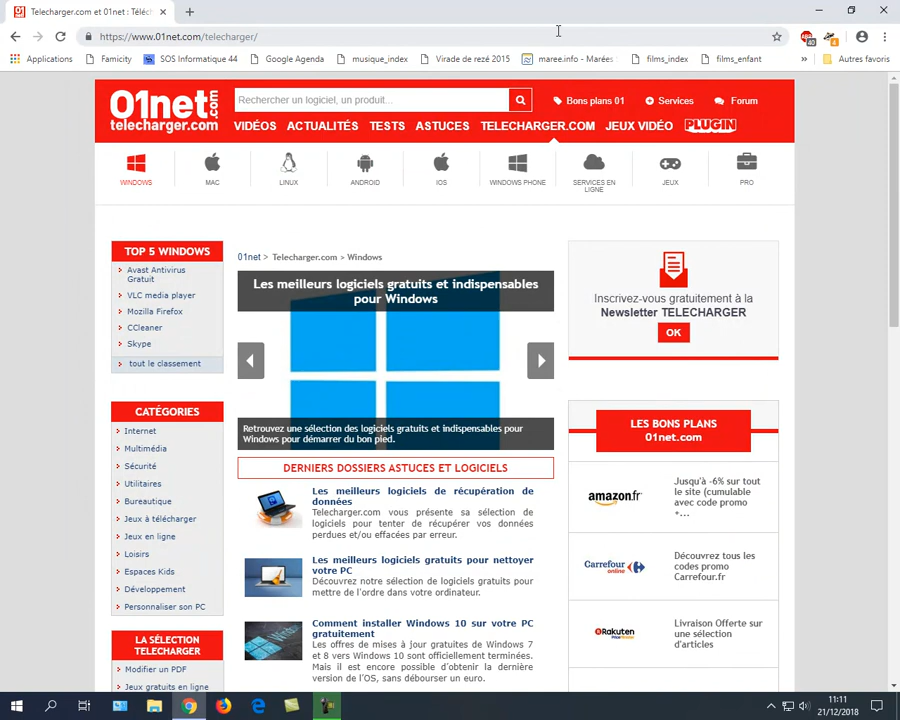 Telecharger.com et 01net : Téléch
https://www.01net.com/telecharger/
Applications
Famicity
SOS Informatique 44
Google Agenda
musique_index
Virade de rezé 2015
maree.info - Marées
films_index
films_enfant
»
Autres favoris
01net.com
telecharger.com
Rechercher un logiciel, un produit...
Bons plans 01
Services
Forum
VIDÉOS
ACTUALITÉS
TESTS
ASTUCES
TELECHARGER.COM
JEUX VIDÉO
PLUGIN
WINDOWS
MAC
LINUX
ANDROID
IOS
WINDOWS PHONE
SERVICES EN
LIGNE
JEUX
PRO
TOP 5 WINDOWS
Avast Antivirus
Gratuit
VLC media player
Mozilla Firefox
CCleaner
Skype
tout le classement
CATÉGORIES
Internet
Multimédia
Sécurité
Utilitaires
Bureautique
Jeux à télécharger
Jeux en ligne
Loisirs
Espaces Kids
Développement
Personnaliser son PC
LA SÉLECTION
TELECHARGER
Modifier un PDF
Jeux gratuits en ligne
01net > Telecharger.com > Windows
Les meilleurs logiciels gratuits et indispensables
pour Windows
Retrouvez une sélection des logiciels gratuits et indispensables pour
Windows pour démarrer du bon pied.
DERNIERS DOSSIERS ASTUCES ET LOGICIELS
Les meilleurs logiciels de récupération de
données
Telecharger.com vous présente sa sélection de
logiciels pour tenter de récupérer vos données
perdues et/ou effacées par erreur.
Les meilleurs logiciels gratuits pour nettoyer
votre PC
Découvrez notre sélection de logiciels gratuits pour
mettre de l'ordre dans votre ordinateur.
Comment installer Windows 10 sur votre PC
gratuitement
Les offres de mises à jour gratuites de Windows 7
et 8 vers Windows 10 sont officiellement terminées.
Mais il est encore possible d'obtenir la dernière
version de l'OS, sans débourser un euro.
Inscrivez-vous gratuitement à la
Newsletter TELECHARGER
OK
LES BONS PLANS
01net.com
amazon.fr
Jusqu'à -6% sur tout
le site (cumulable
avec code promo
+...
Carrefour
online
Découvrez tous les
codes promo
Carrefour.fr
Rakuten
Livraison Offerte sur
une sélection
d'articles
11:11
21/12/2018